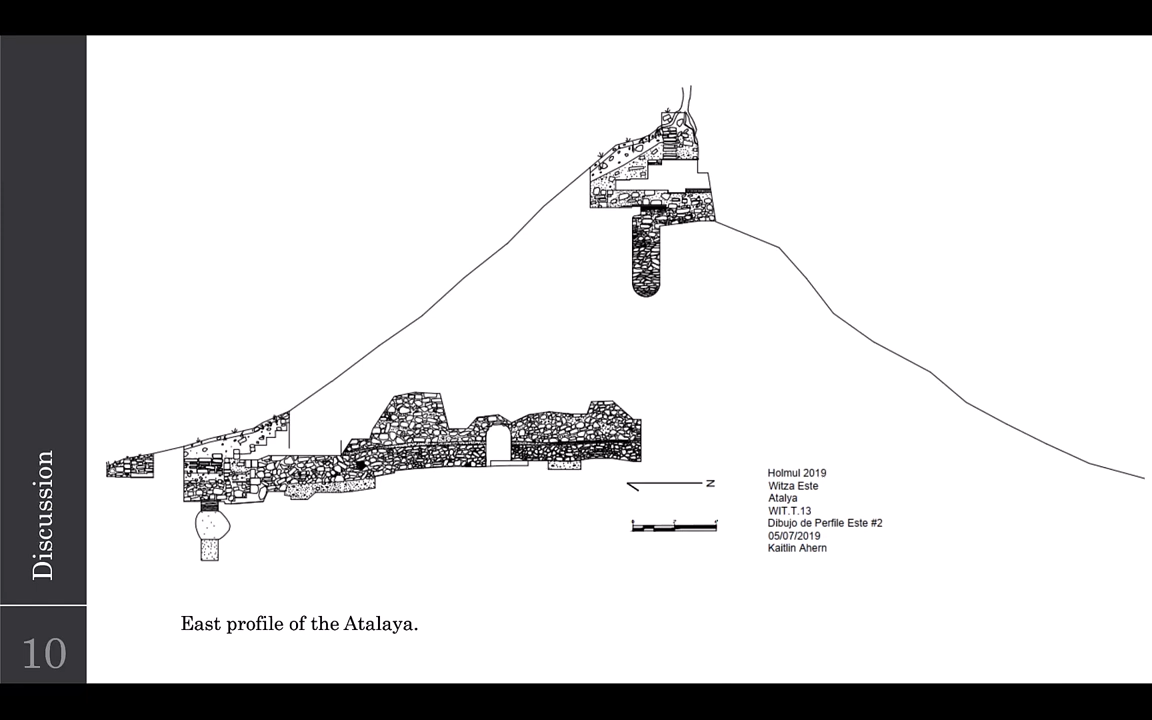 Discussion
10
N
Holmul 2019
Witza Este
Atalya
WIT.T.13
Dibujo de Perfile Este #2
05/07/2019
Kaitlin Ahern
East profile of the Atalaya.